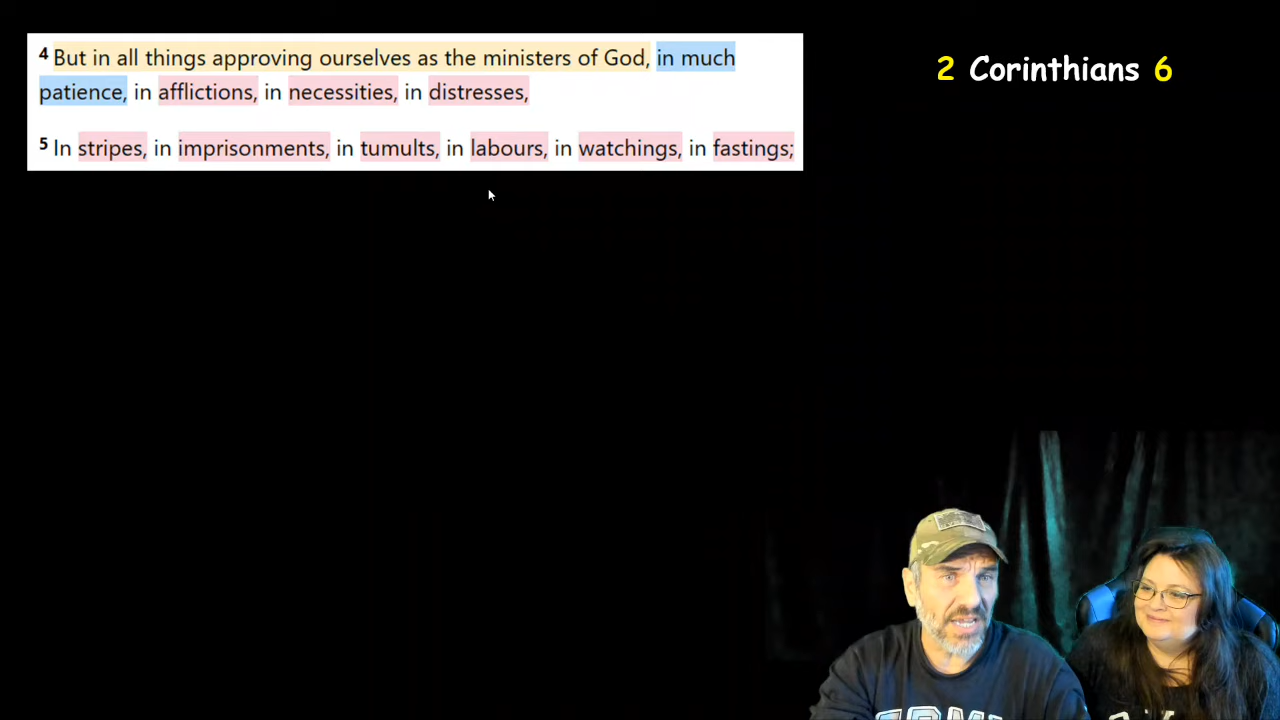 4 But in all things approving ourselves as the ministers of God, in much
patience, in afflictions, in necessities, in distresses,
5 In stripes, in imprisonments, in tumults, in labours, in watchings, in fastings;
2 Corinthians 6